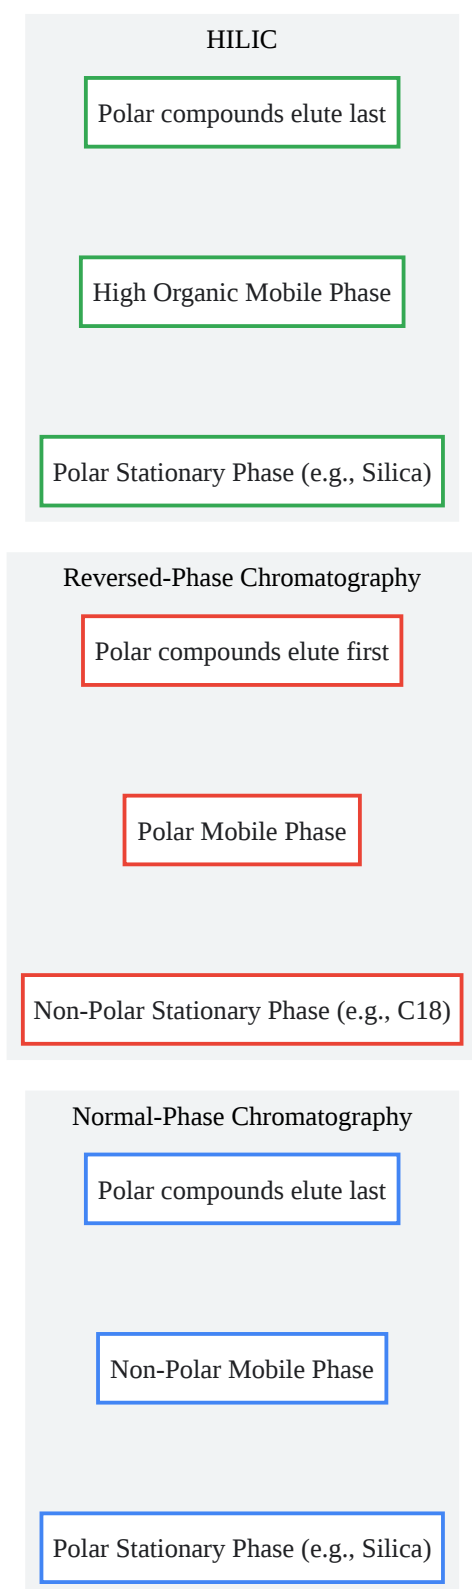 HILIC
Polar compounds elute last
High Organic Mobile Phase
Polar Stationary Phase (e.g., Silica)
Reversed-Phase Chromatography
Polar compounds elute first
Polar Mobile Phase
Non-Polar Stationary Phase (e.g., C18)
Normal-Phase Chromatography
Polar compounds elute last
Non-Polar Mobile Phase
Polar Stationary Phase (e.g., Silica)